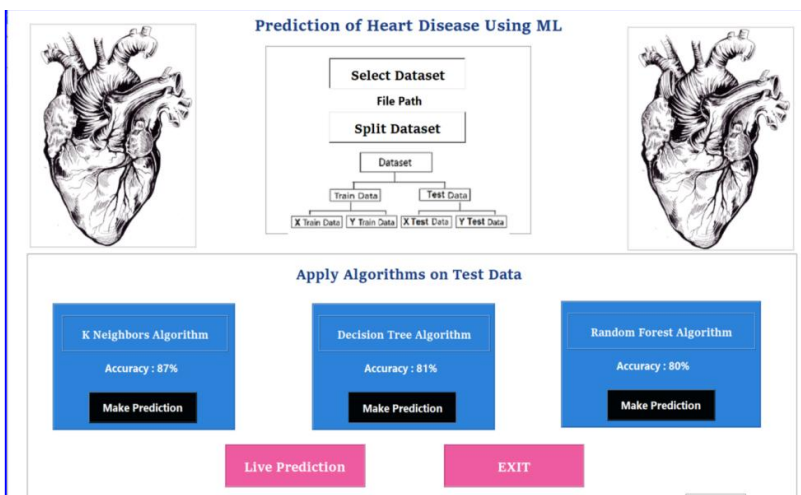 Prediction of Heart Disease Using ML
Select Dataset
File Path
Split Dataset
Dataset
Train Data Test Data
X Train Data Y Train Data X Test Data Y Test Data
Apply Algorithms on Test Data
K Neighbors Algorithm
Accuracy : 87%
Make Prediction
Decision Tree Algorithm
Accuracy : 81%
Make Prediction
Random Forest Algorithm
Accuracy : 80%
Make Prediction
Live Prediction
EXIT